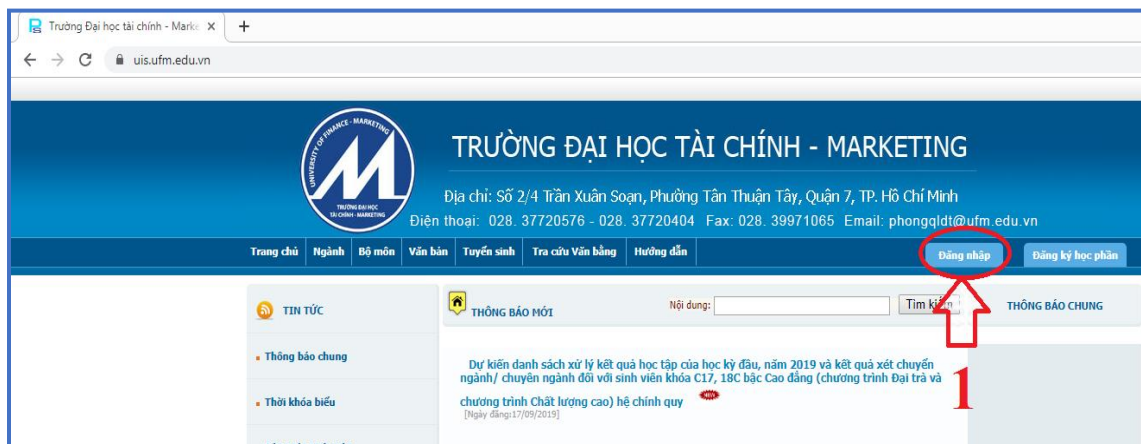 Trường Đại học tài chính - Marke
uis.ufm.edu.vn
UNIVERSITY OF FINANCE - MARKETING
TRƯỜNG ĐẠI HỌC
TÀI CHÍNH - MARKETING
TRƯỜNG ĐẠI HỌC TÀI CHÍNH - MARKETING
Địa chỉ: Số 2/4 Trần Xuân Soạn, Phường Tân Thuận Tây, Quận 7, TP. Hồ Chí Minh
Điện thoại: 028. 37720576 - 028. 37720404 Fax: 028. 39971065 Email: phongqldt@ufm.edu.vn
Trang chủ Ngành Bộ môn Văn bản Tuyển sinh Tra cứu Văn bằng Hướng dẫn Đăng nhập Đăng ký học phần
TIN TỨC
THÔNG BÁO MỚI Nội dung: Tìm kiếm THÔNG BÁO CHUNG
Thông báo chung
Dự kiến danh sách xử lý kết quả học tập của học kỳ đầu, năm 2019 và kết quả xét chuyển
ngành/ chuyên ngành đối với sinh viên khóa C17, 18C bậc Cao đẳng (chương trình Đại trà và
chương trình Chất lượng cao) hệ chính quy
[Ngày đăng:17/09/2019]
Thời khóa biểu
1